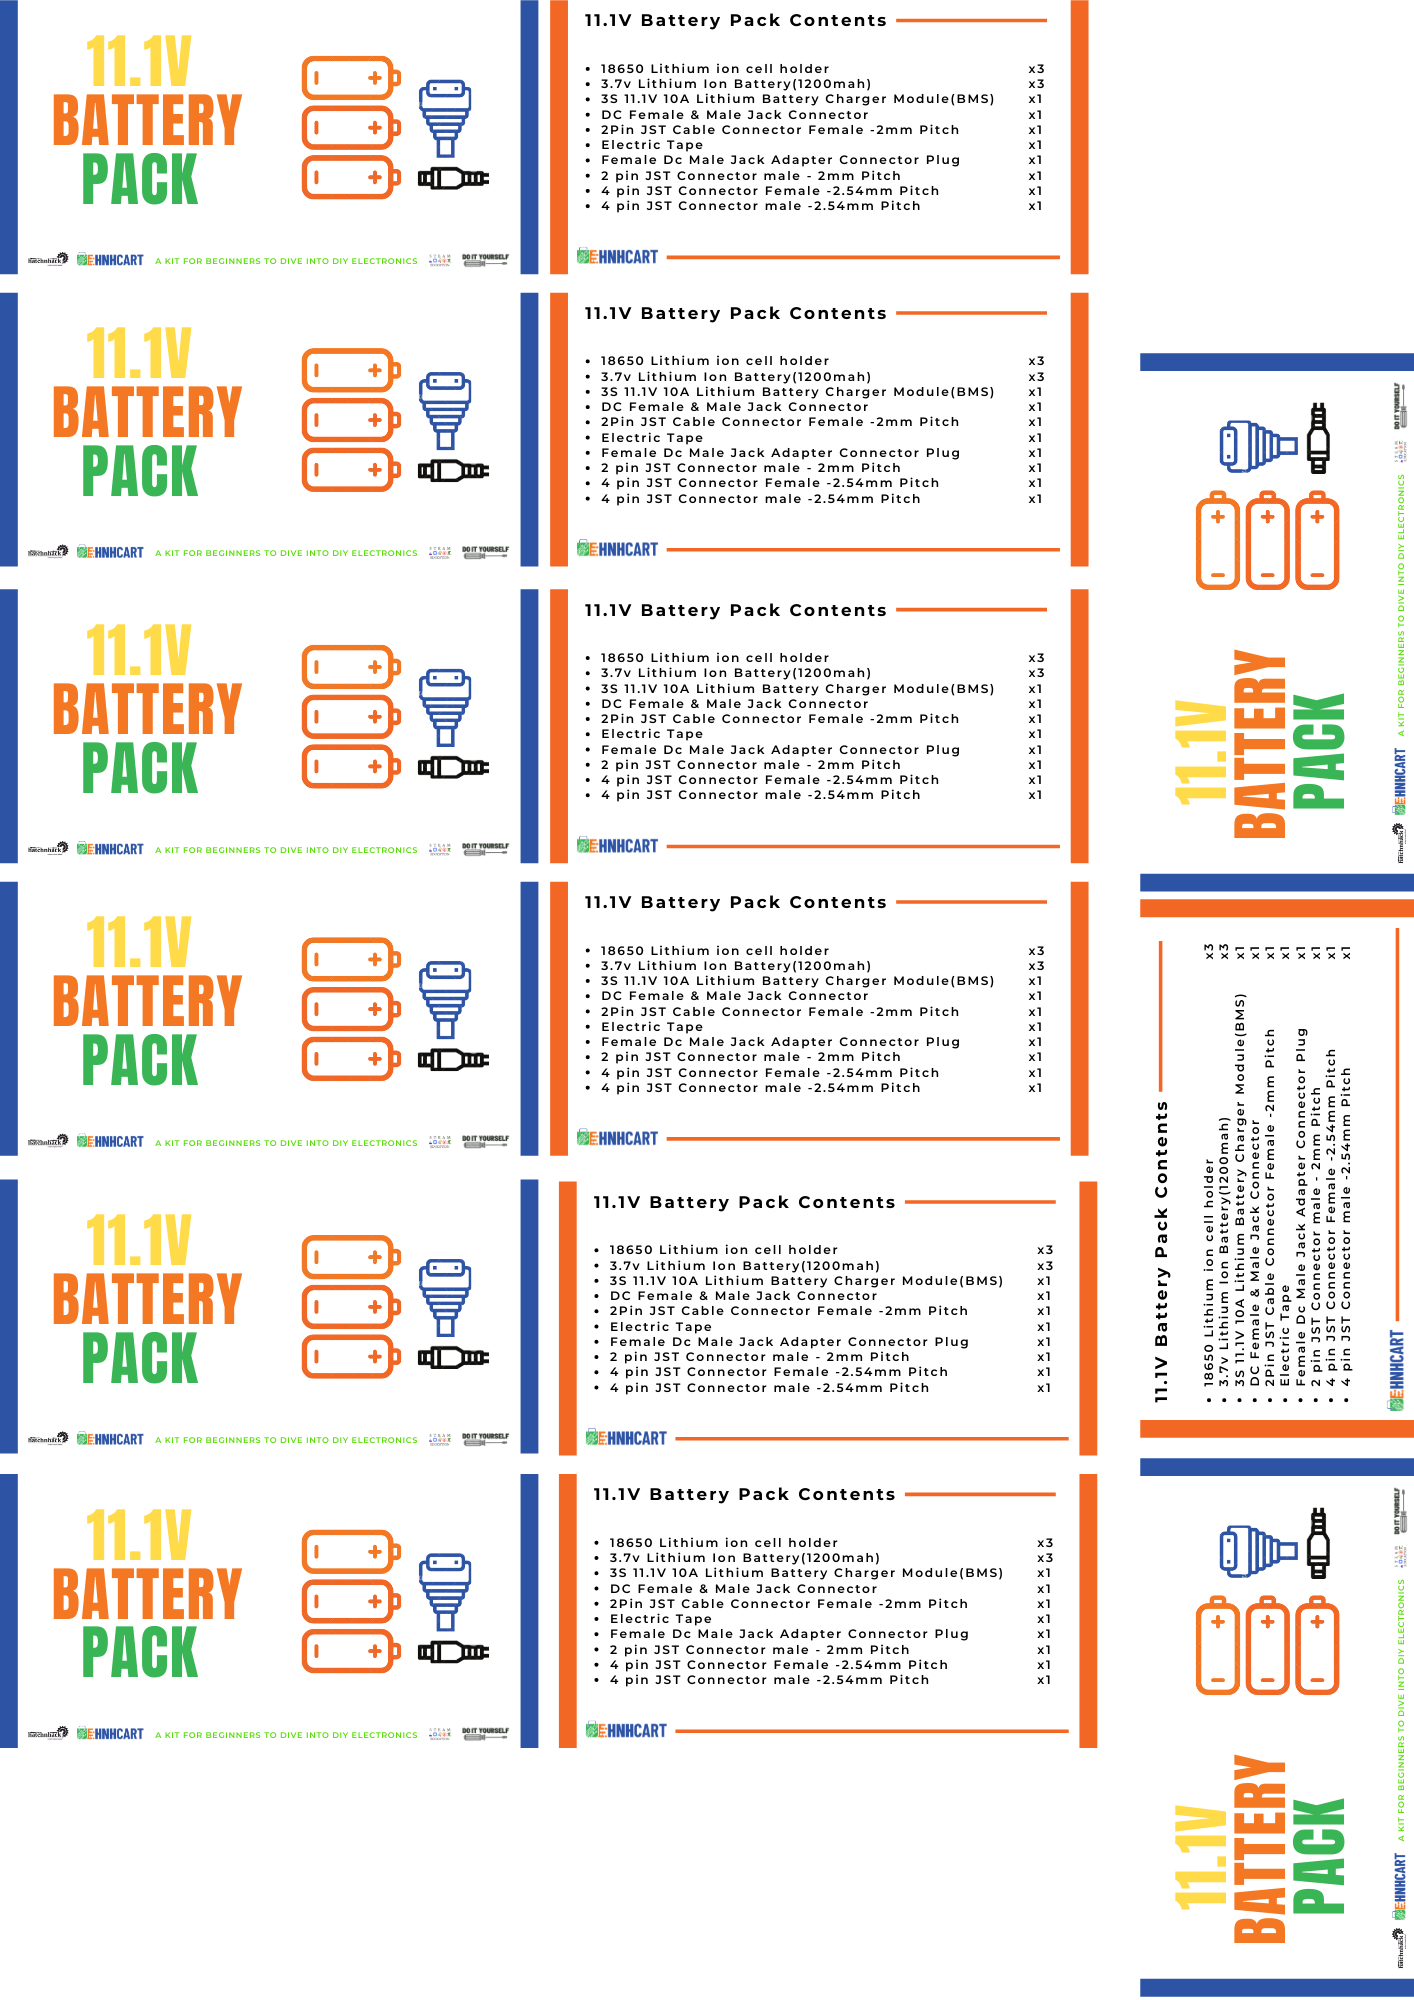 11.1V
BATTERY
PACK
hatchnhack E-HNHCART A KIT FOR BEGINNERS TO DIVE INTO DIY ELECTRONICS STEAM DO IT YOURSELF
11.1V Battery Pack Contents
• 18650 Lithium ion cell holder x3
• 3.7v Lithium Ion Battery(1200mah) x3
• 3S 11.1V 10A Lithium Battery Charger Module(BMS) x1
• DC Female & Male Jack Connector x1
• 2Pin JST Cable Connector Female -2mm Pitch x1
• Electric Tape x1
• Female Dc Male Jack Adapter Connector Plug x1
• 2 pin JST Connector male - 2mm Pitch x1
• 4 pin JST Connector Female -2.54mm Pitch x1
• 4 pin JST Connector male -2.54mm Pitch x1
E-HNHCART
11.1V
BATTERY
PACK
hatchnhack E-HNHCART A KIT FOR BEGINNERS TO DIVE INTO DIY ELECTRONICS STEAM DO IT YOURSELF
11.1V Battery Pack Contents
• 18650 Lithium ion cell holder x3
• 3.7v Lithium Ion Battery(1200mah) x3
• 3S 11.1V 10A Lithium Battery Charger Module(BMS) x1
• DC Female & Male Jack Connector x1
• 2Pin JST Cable Connector Female -2mm Pitch x1
• Electric Tape x1
• Female Dc Male Jack Adapter Connector Plug x1
• 2 pin JST Connector male - 2mm Pitch x1
• 4 pin JST Connector Female -2.54mm Pitch x1
• 4 pin JST Connector male -2.54mm Pitch x1
E-HNHCART
11.1V
BATTERY
PACK
hatchnhack E-HNHCART A KIT FOR BEGINNERS TO DIVE INTO DIY ELECTRONICS STEAM DO IT YOURSELF
11.1V Battery Pack Contents
• 18650 Lithium ion cell holder x3
• 3.7v Lithium Ion Battery(1200mah) x3
• 3S 11.1V 10A Lithium Battery Charger Module(BMS) x1
• DC Female & Male Jack Connector x1
• 2Pin JST Cable Connector Female -2mm Pitch x1
• Electric Tape x1
• Female Dc Male Jack Adapter Connector Plug x1
• 2 pin JST Connector male - 2mm Pitch x1
• 4 pin JST Connector Female -2.54mm Pitch x1
• 4 pin JST Connector male -2.54mm Pitch x1
E-HNHCART
11.1V
BATTERY
PACK
hatchnhack E-HNHCART A KIT FOR BEGINNERS TO DIVE INTO DIY ELECTRONICS STEAM DO IT YOURSELF
11.1V Battery Pack Contents
• 18650 Lithium ion cell holder x3
• 3.7v Lithium Ion Battery(1200mah) x3
• 3S 11.1V 10A Lithium Battery Charger Module(BMS) x1
• DC Female & Male Jack Connector x1
• 2Pin JST Cable Connector Female -2mm Pitch x1
• Electric Tape x1
• Female Dc Male Jack Adapter Connector Plug x1
• 2 pin JST Connector male - 2mm Pitch x1
• 4 pin JST Connector Female -2.54mm Pitch x1
• 4 pin JST Connector male -2.54mm Pitch x1
E-HNHCART
11.1V
BATTERY
PACK
hatchnhack E-HNHCART A KIT FOR BEGINNERS TO DIVE INTO DIY ELECTRONICS STEAM DO IT YOURSELF
11.1V Battery Pack Contents
• 18650 Lithium ion cell holder x3
• 3.7v Lithium Ion Battery(1200mah) x3
• 3S 11.1V 10A Lithium Battery Charger Module(BMS) x1
• DC Female & Male Jack Connector x1
• 2Pin JST Cable Connector Female -2mm Pitch x1
• Electric Tape x1
• Female Dc Male Jack Adapter Connector Plug x1
• 2 pin JST Connector male - 2mm Pitch x1
• 4 pin JST Connector Female -2.54mm Pitch x1
• 4 pin JST Connector male -2.54mm Pitch x1
E-HNHCART
11.1V
BATTERY
PACK
hatchnhack E-HNHCART A KIT FOR BEGINNERS TO DIVE INTO DIY ELECTRONICS STEAM DO IT YOURSELF
11.1V Battery Pack Contents
• 18650 Lithium ion cell holder x3
• 3.7v Lithium Ion Battery(1200mah) x3
• 3S 11.1V 10A Lithium Battery Charger Module(BMS) x1
• DC Female & Male Jack Connector x1
• 2Pin JST Cable Connector Female -2mm Pitch x1
• Electric Tape x1
• Female Dc Male Jack Adapter Connector Plug x1
• 2 pin JST Connector male - 2mm Pitch x1
• 4 pin JST Connector Female -2.54mm Pitch x1
• 4 pin JST Connector male -2.54mm Pitch x1
E-HNHCART
11.1V
BATTERY
PACK
hatchnhack E-HNHCART A KIT FOR BEGINNERS TO DIVE INTO DIY ELECTRONICS STEAM DO IT YOURSELF
11.1V Battery Pack Contents
• 18650 Lithium ion cell holder x3
• 3.7v Lithium Ion Battery(1200mah) x3
• 3S 11.1V 10A Lithium Battery Charger Module(BMS) x1
• DC Female & Male Jack Connector x1
• 2Pin JST Cable Connector Female -2mm Pitch x1
• Electric Tape x1
• Female Dc Male Jack Adapter Connector Plug x1
• 2 pin JST Connector male - 2mm Pitch x1
• 4 pin JST Connector Female -2.54mm Pitch x1
• 4 pin JST Connector male -2.54mm Pitch x1
E-HNHCART
11.1V
BATTERY
PACK
hatchnhack E-HNHCART A KIT FOR BEGINNERS TO DIVE INTO DIY ELECTRONICS STEAM DO IT YOURSELF